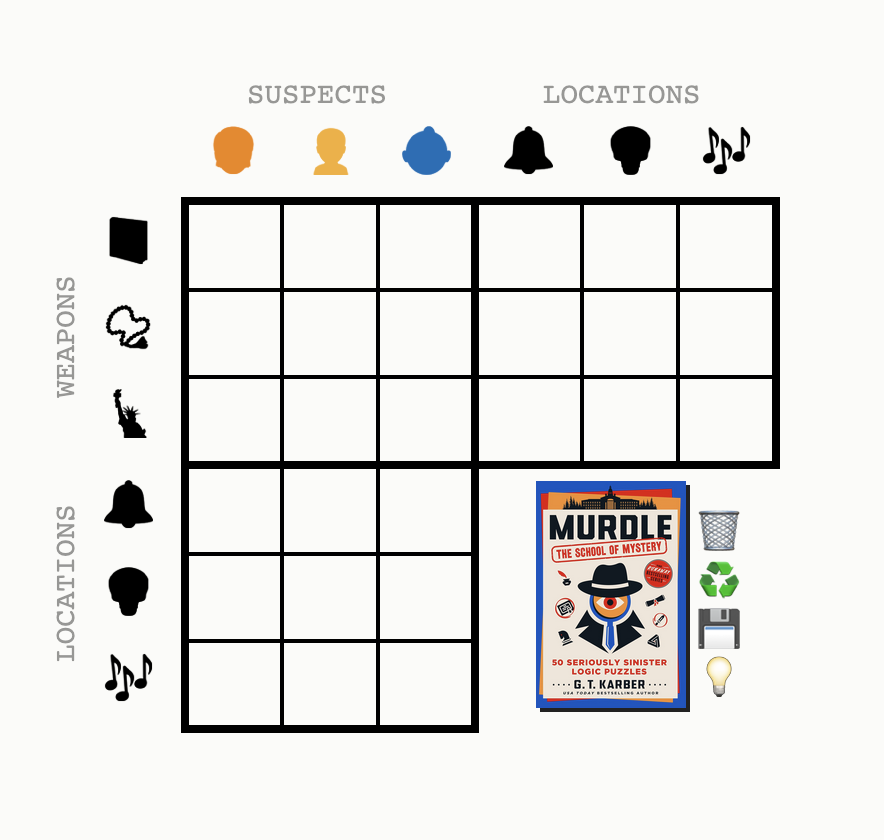 SUSPECTS
LOCATIONS
WEAPONS
LOCATIONS
MURDLE
THE SCHOOL OF MYSTERY
50 SERIOUSLY SINISTER
LOGIC PUZZLES
G. T. KARBER
USA TODAY BESTSELLING AUTHOR